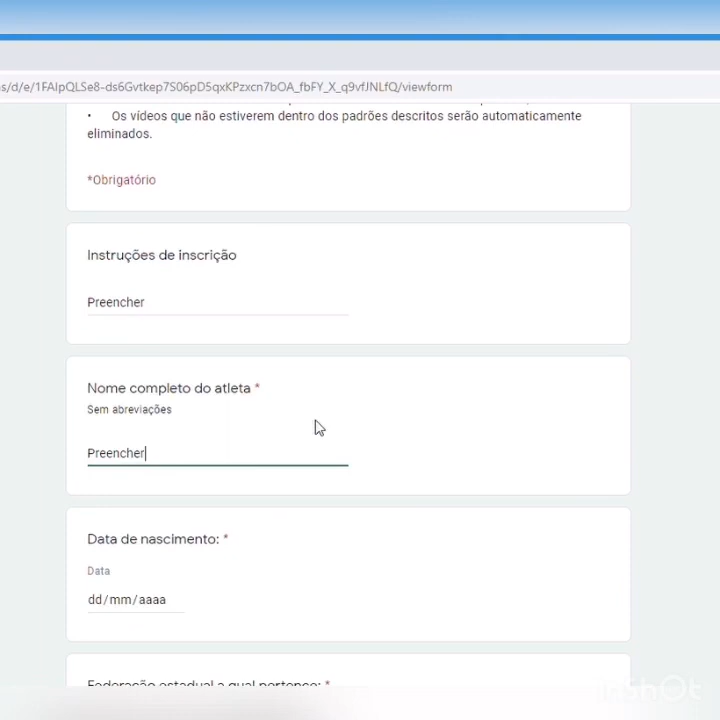 s/d/e/1FAIpQLSe8-ds6Gvtkep7S06pD5qxKPzxcn7bOA_fbFY_X_q9vfJNLfQ/viewform
• Os vídeos que não estiverem dentro dos padrões descritos serão automaticamente
eliminados.
*Obrigatório
Instruções de inscrição
Preencher
Nome completo do atleta *
Sem abreviações
Preencher
Data de nascimento: *
Data
dd/mm/aaaa
Federação estadual a qual pertence: *
InShOt